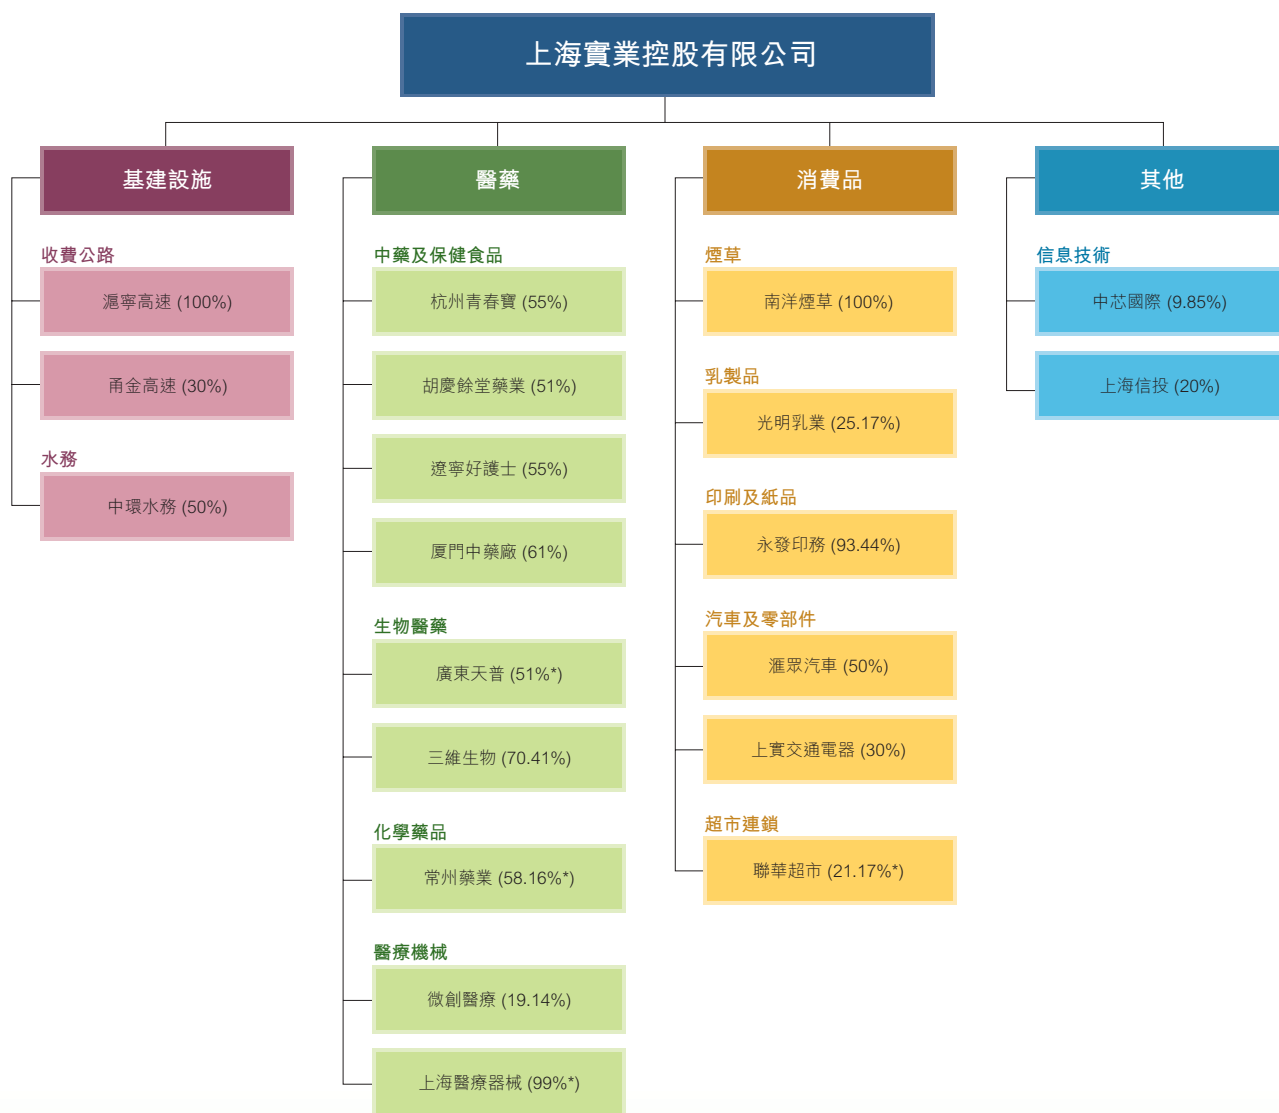 上海實業控股有限公司
基建設施
收費公路
滬寧高速 (100%)
甬金高速 (30%)
水務
中環水務 (50%)
醫藥
中藥及保健食品
杭州青春寶 (55%)
胡慶餘堂藥業 (51%)
遼寧好護士 (55%)
厦門中藥廠 (61%)
生物醫藥
廣東天普 (51%*)
三維生物 (70.41%)
化學藥品
常州藥業 (58.16%*)
醫療機械
微創醫療 (19.14%)
上海醫療器械 (99%*)
消費品
煙草
南洋煙草 (100%)
乳製品
光明乳業 (25.17%)
印刷及紙品
永發印務 (93.44%)
汽車及零部件
滙眾汽車 (50%)
上實交通電器 (30%)
超市連鎖
聯華超市 (21.17%*)
其他
信息技術
中芯國際 (9.85%)
上海信投 (20%)